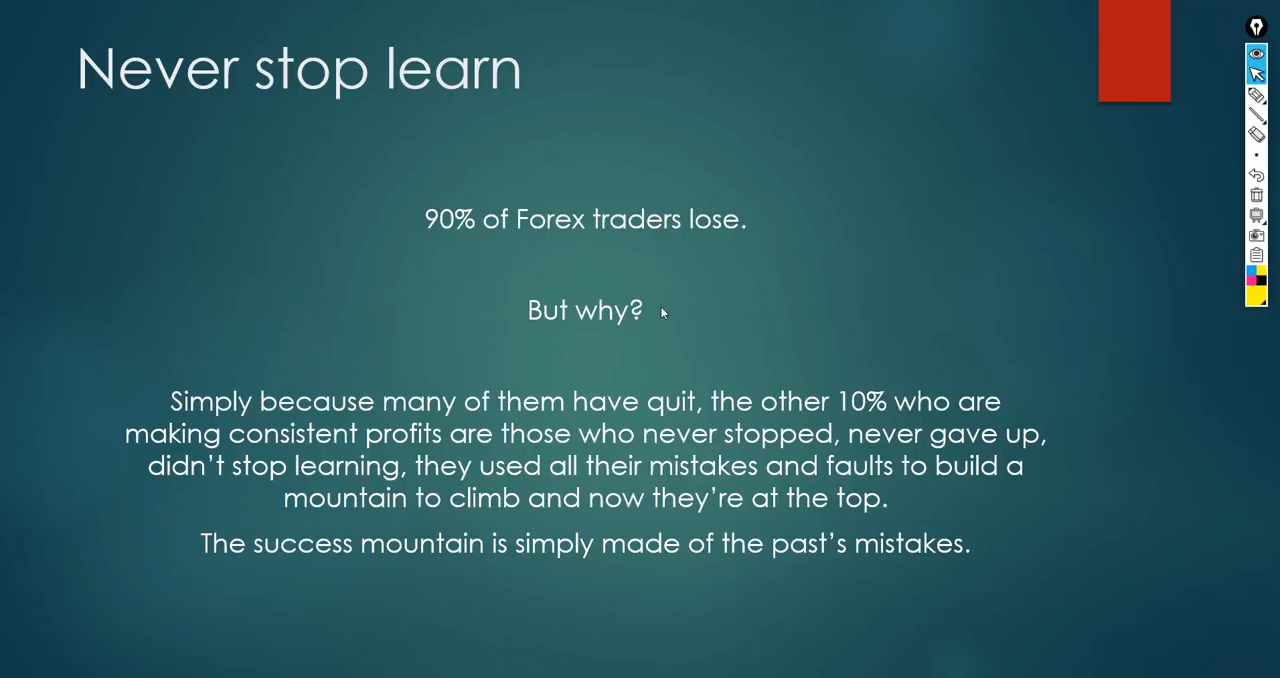 Never stop learn
90% of Forex traders lose.
But why?
Simply because many of them have quit, the other 10% who are
making consistent profits are those who never stopped, never gave up,
didn’t stop learning, they used all their mistakes and faults to build a
mountain to climb and now they’re at the top.
The success mountain is simply made of the past’s mistakes.